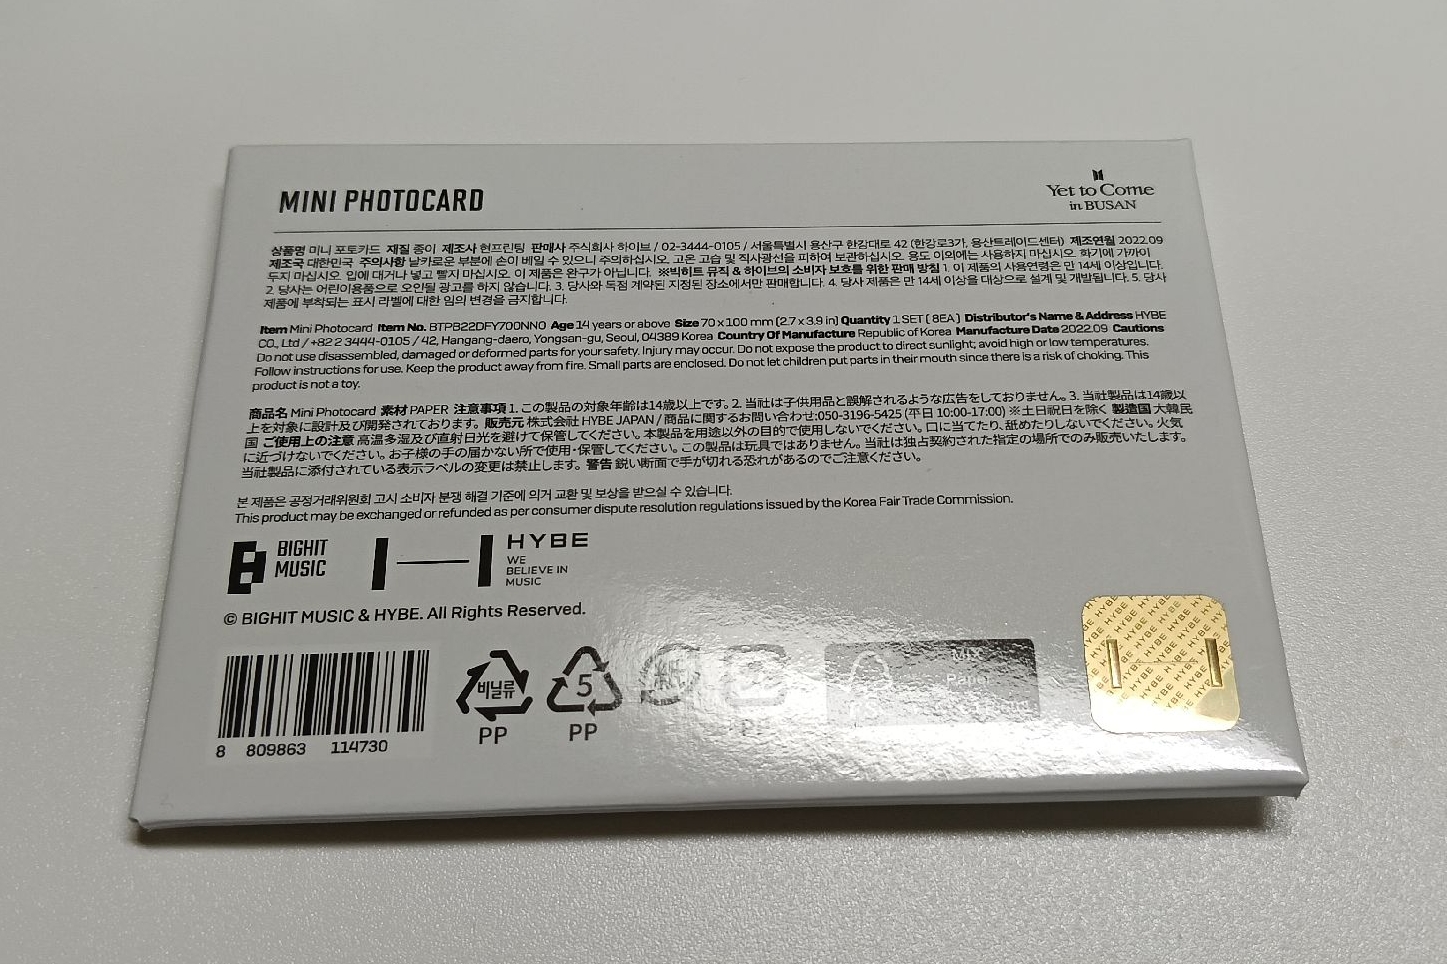 MINI PHOTOCARD
Yet to Come
in BUSAN
상품명 미니 포토카드 재질 종이 제조사 현프린팅 판매사 주식회사 하이브 / 02-3444-0105 / 서울특별시 용산구 한강대로 42 (한강로3가, 용산트레이드센터) 제조연월 2022.09
제조국 대한민국 주의사항 날카로운 부분에 손이 베일 수 있으니 주의하십시오. 고온 고습 및 직사광선을 피하여 보관하십시오. 용도 이외에는 사용하지 마십시오. 화기에 가까이
두지 마십시오. 입에 대거나 넣고 빨지 마십시오. 이 제품은 완구가 아닙니다. ※빅히트 뮤직 & 하이브의 소비자 보호를 위한 판매 방침 1. 이 제품의 사용연령은 만 14세 이상입니다.
2. 당사는 어린이용품으로 오인될 광고를 하지 않습니다. 3. 당사와 독점 계약된 지정된 장소에서만 판매합니다. 4. 당사 제품은 만 14세 이상을 대상으로 설계 및 개발됩니다. 5. 당사
제품에 부착되는 표시 라벨에 대한 임의 변경을 금지합니다.
Item Mini Photocard Item No. BTPB22DFY700NN0 Age 14 years or above Size 70 x 100 mm (2.7 x 3.9 in) Quantity 1 SET ( 8EA ) Distributor's Name & Address HYBE
CO., Ltd / +82 2 3444-0105 / 42, Hangang-daero, Yongsan-gu, Seoul, 04389 Korea Country Of Manufacture Republic of Korea Manufacture Date 2022.09 Cautions
Do not use disassembled, damaged or deformed parts for your safety. Injury may occur. Do not expose the product to direct sunlight; avoid high or low temperatures.
Follow instructions for use. Keep the product away from fire. Small parts are enclosed. Do not let children put parts in their mouth since there is a risk of choking. This
product is not a toy.
商品名 Mini Photocard 素材 PAPER 注意事項 1. この製品の対象年齢は14歳以上です。2. 当社は子供用品と誤解されるような広告をしておりません。3. 当社製品は14歳以
上を対象に設計及び開発されております。販売元 株式会社 HYBE JAPAN / 商品に関するお問い合わせ:050-3196-5425 (平日 10:00-17:00) ※土日祝日を除く 製造国 大韓民
国 ご使用上の注意 高温多湿及び直射日光を避けて保管してください。本製品を用途以外の目的で使用しないでください。口に当てたり、舐めたりしないでください。火気
に近づけないでください。お子様の手の届かない所で使用・保管してください。この製品は玩具ではありません。当社は独占契約された指定の場所でのみ販売いたします。
当社製品に添付されている表示ラベルの変更は禁止します。警告 鋭い断面で手が切れる恐れがあるのでご注意ください。
본 제품은 공정거래위원회 고시 소비자 분쟁 해결 기준에 의거 교환 및 보상을 받으실 수 있습니다.
This product may be exchanged or refunded as per consumer dispute resolution regulations issued by the Korea Fair Trade Commission.
BIGHIT
MUSIC
HYBE
WE
BELIEVE IN
MUSIC
© BIGHIT MUSIC & HYBE. All Rights Reserved.
8 809863 114730
비닐류
PP
5
PP
紙
MIX
Paper
HYBE HYBE HYBE